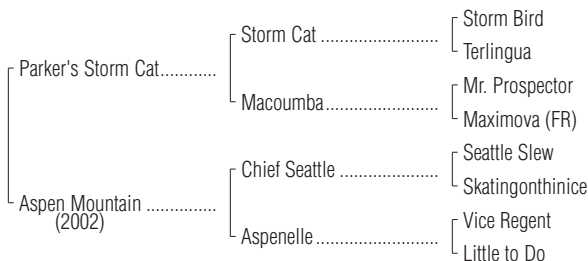 Storm Bird
Storm Cat ..............................
Terlingua
Parker's Storm Cat..............
Mr. Prospector
Macoumba.............................
Maximova (FR)
Seattle Slew
Chief Seattle .........................
Skatingonthinice
Aspen Mountain .................
(2002)
Vice Regent
Aspenelle...............................
Little to Do